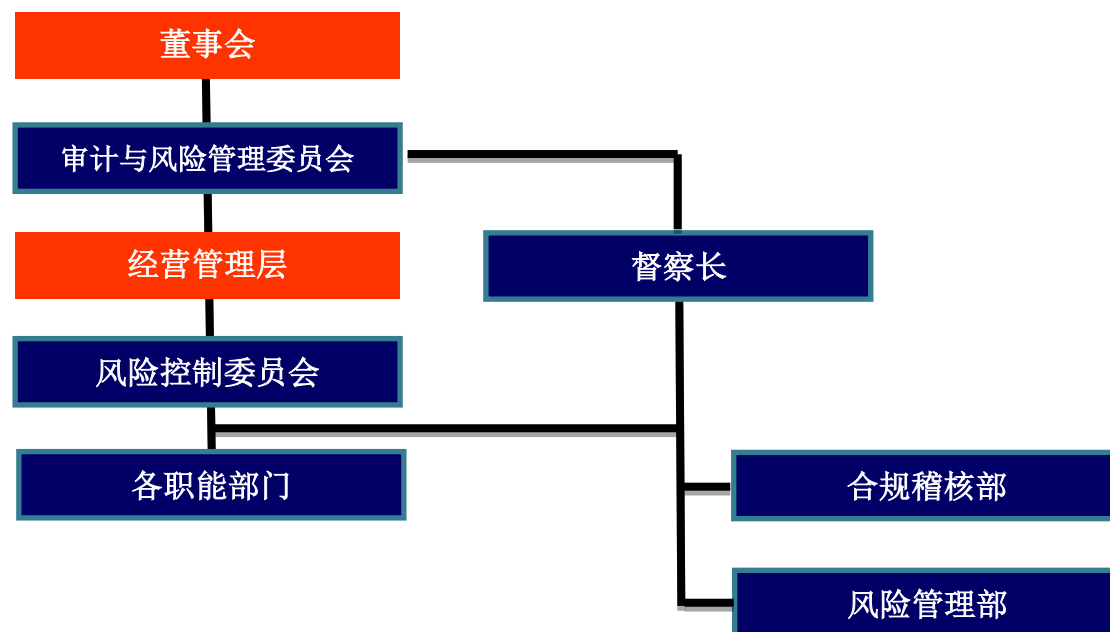 董事会
审计与风险管理委员会
经营管理层
督察长
风险控制委员会
各职能部门
合规稽核部
风险管理部